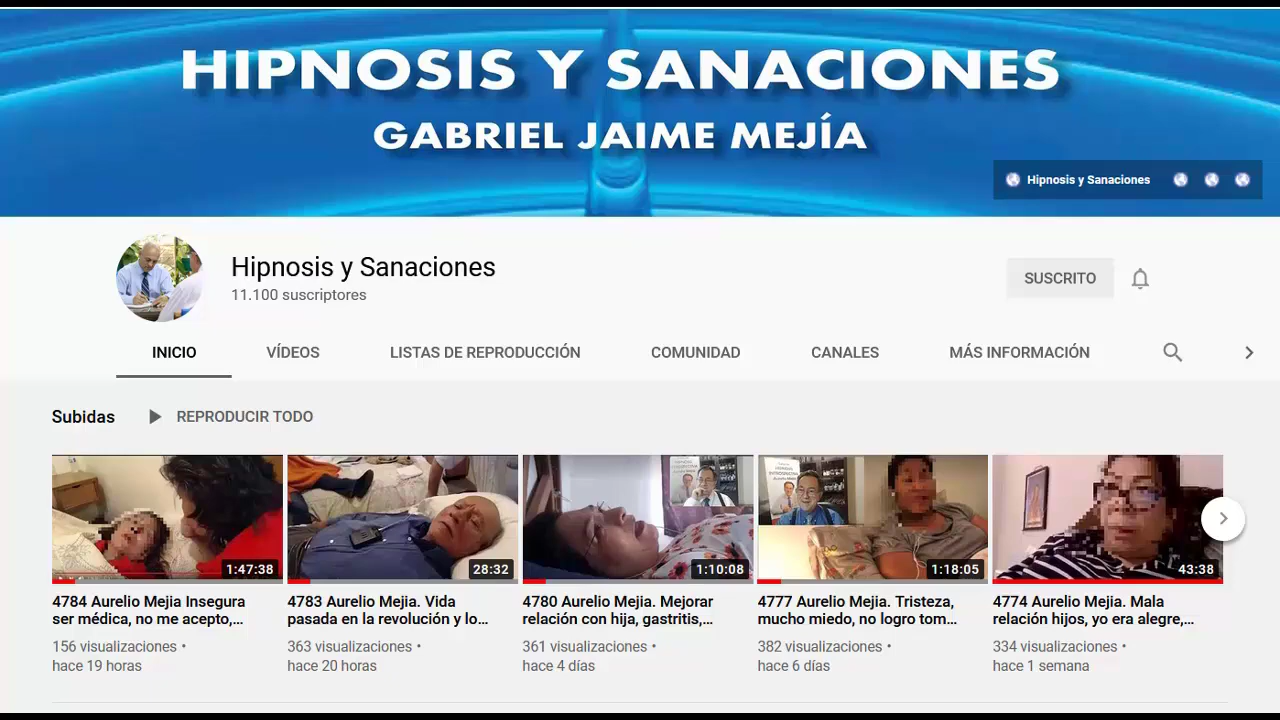 HIPNOSIS Y SANACIONES
GABRIEL JAIME MEJÍA
Hipnosis y Sanaciones
Hipnosis y Sanaciones
11.100 suscriptores
SUSCRITO
INICIO
VÍDEOS
LISTAS DE REPRODUCCIÓN
COMUNIDAD
CANALES
MÁS INFORMACIÓN
Subidas
REPRODUCIR TODO
1:47:38
28:32
1:10:08
1:18:05
43:38
4784 Aurelio Mejia Insegura
ser médica, no me acepto,...
156 visualizaciones •
hace 19 horas
4783 Aurelio Mejia. Vida
pasada en la revolución y lo...
363 visualizaciones •
hace 20 horas
4780 Aurelio Mejia. Mejorar
relación con hija, gastritis,...
361 visualizaciones •
hace 4 días
4777 Aurelio Mejia. Tristeza,
mucho miedo, no logro tom...
382 visualizaciones •
hace 6 días
4774 Aurelio Mejia. Mala
relación hijos, yo era alegre,...
334 visualizaciones •
hace 1 semana